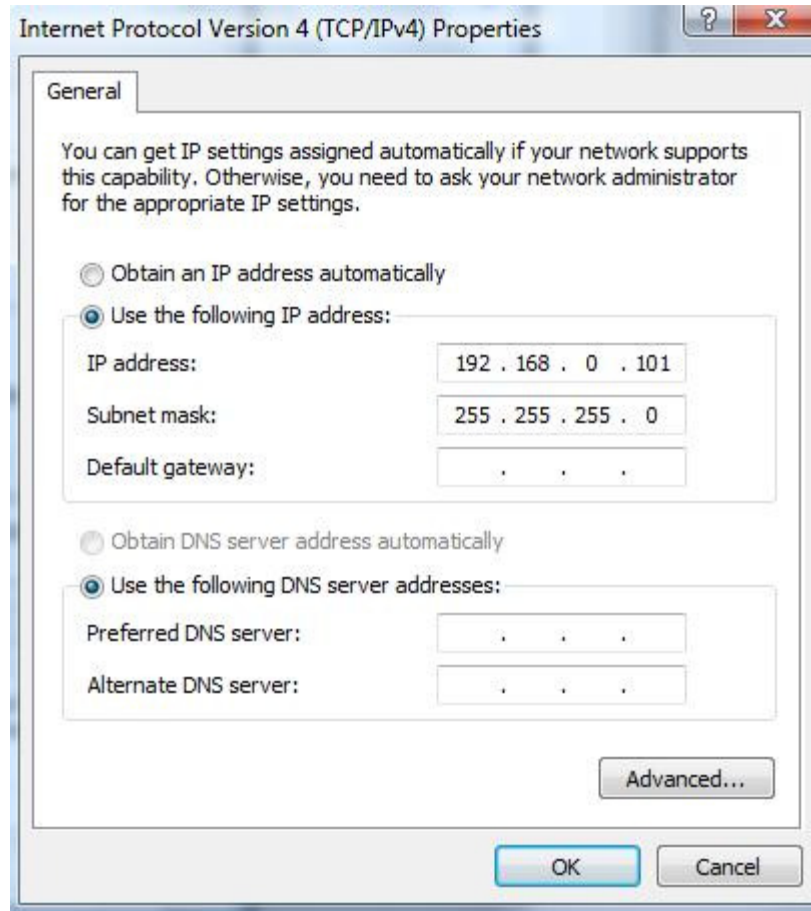 Internet Protocol Version 4 (TCP/IPv4) Properties
?
General
You can get IP settings assigned automatically if your network supports
this capability. Otherwise, you need to ask your network administrator
for the appropriate IP settings.
Obtain an IP address automatically
Use the following IP address:
IP address: 192 . 168 . 0 . 101
Subnet mask: 255 . 255 . 255 . 0
Default gateway: . . .
Obtain DNS server address automatically
Use the following DNS server addresses:
Preferred DNS server: . . .
Alternate DNS server: . . .
Advanced...
OK Cancel